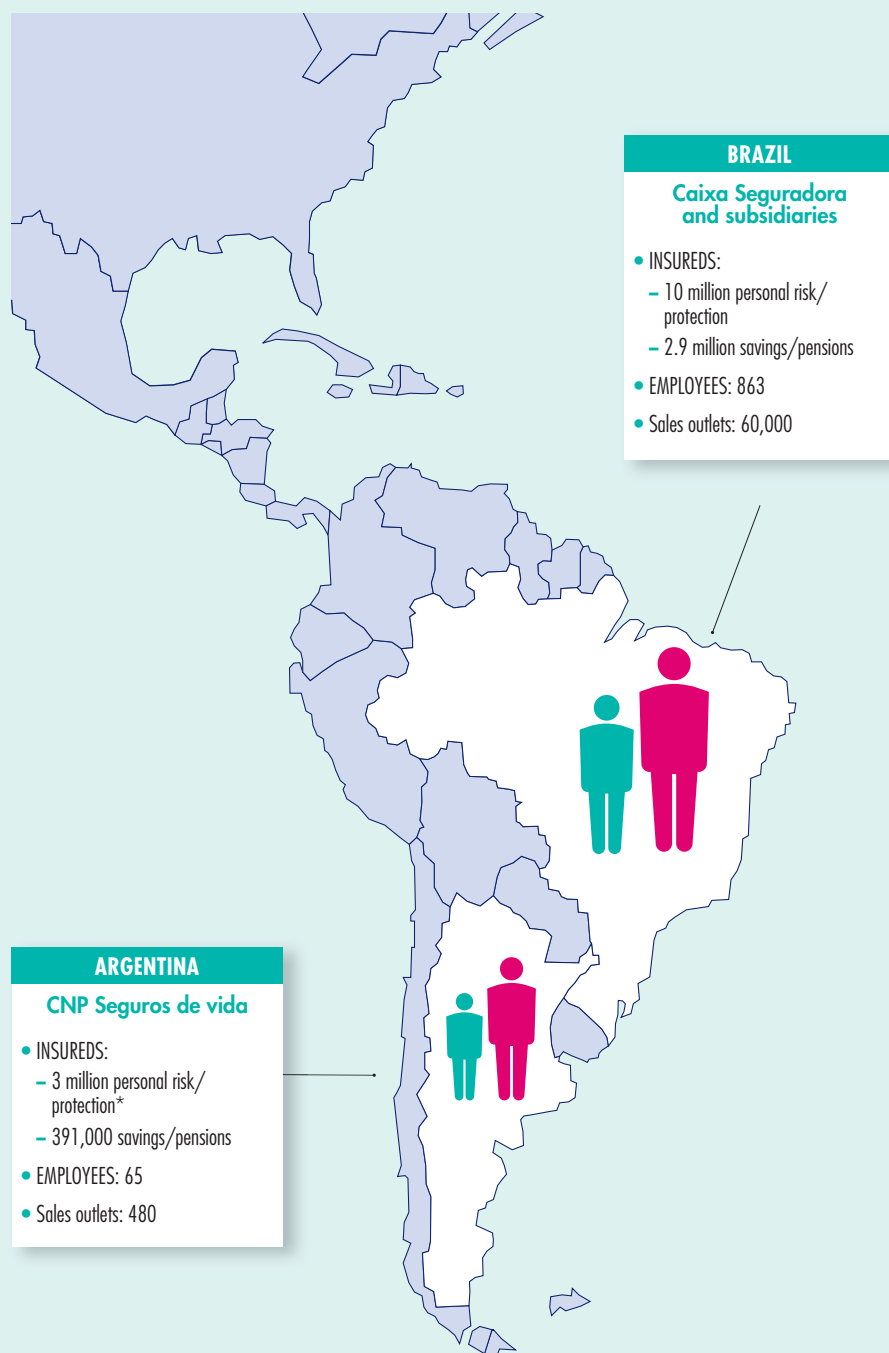 BRAZIL
Caixa Seguradora
and subsidiaries
• INSUREDS:
– 10 million personal risk/
protection
– 2.9 million savings/pensions
• EMPLOYEES: 863
• Sales outlets: 60,000
ARGENTINA
CNP Seguros de vida
• INSUREDS:
– 3 million personal risk/
protection*
– 391,000 savings/pensions
• EMPLOYEES: 65
• Sales outlets: 480